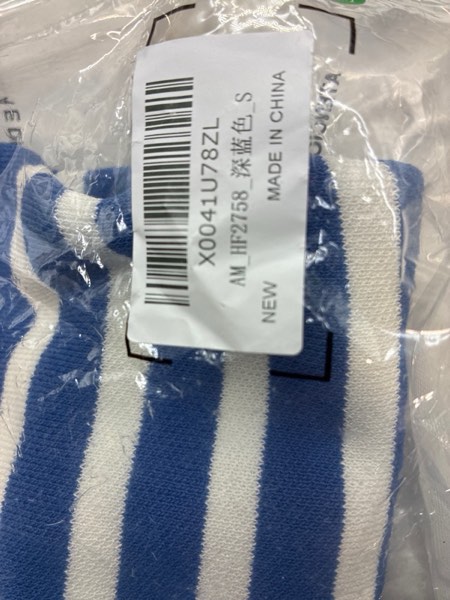 X0041U78ZL
AM_HF2758_深蓝色_S
NEW
MADE IN CHINA